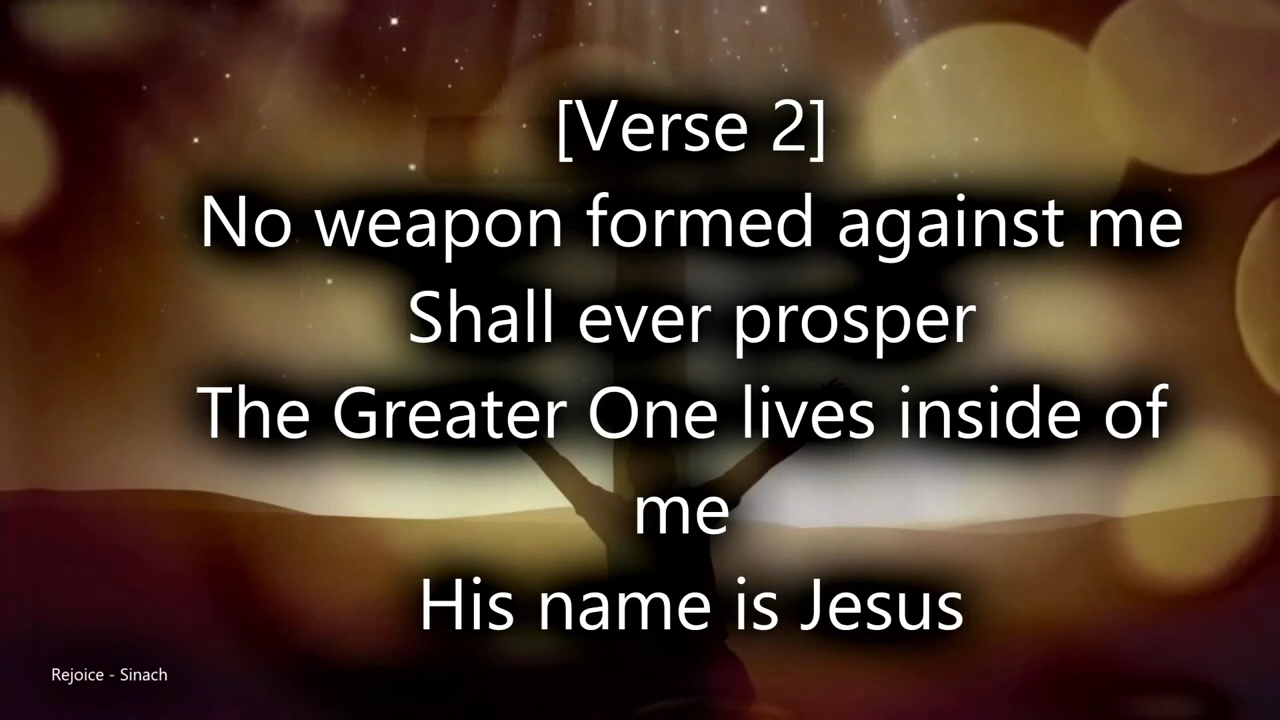 [Verse 2]
No weapon formed against me
Shall ever prosper
The Greater One lives inside of
me
His name is Jesus
Rejoice - Sinach